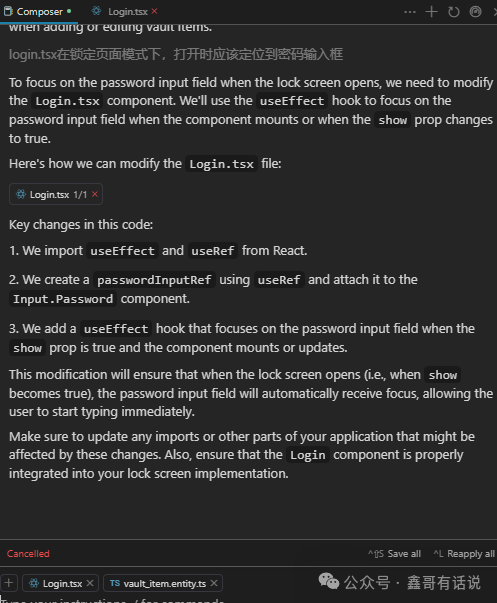 Composer
Login.tsx
when adding or editing vault items.
login.tsx在锁定页面模式下，打开时应该定位到密码输入框
To focus on the password input field when the lock screen opens, we need to modify
the Login.tsx component. We'll use the useEffect hook to focus on the
password input field when the component mounts or when the show prop changes
to true.
Here's how we can modify the Login.tsx file:
Login.tsx 1/1
Key changes in this code:
1. We import useEffect and useRef from React.
2. We create a passwordInputRef using useRef and attach it to the
Input.Password component.
3. We add a useEffect hook that focuses on the password input field when the
show prop is true and the component mounts or updates.
This modification will ensure that when the lock screen opens (i.e., when show
becomes true), the password input field will automatically receive focus, allowing the
user to start typing immediately.
Make sure to update any imports or other parts of your application that might be
affected by these changes. Also, ensure that the Login component is properly
integrated into your lock screen implementation.
Cancelled
^⇧S Save all ^L Reapply all
Login.tsx
TS vault_item.entity.ts
公众号 · 鑫哥有话说
Type your instructions, / for commands